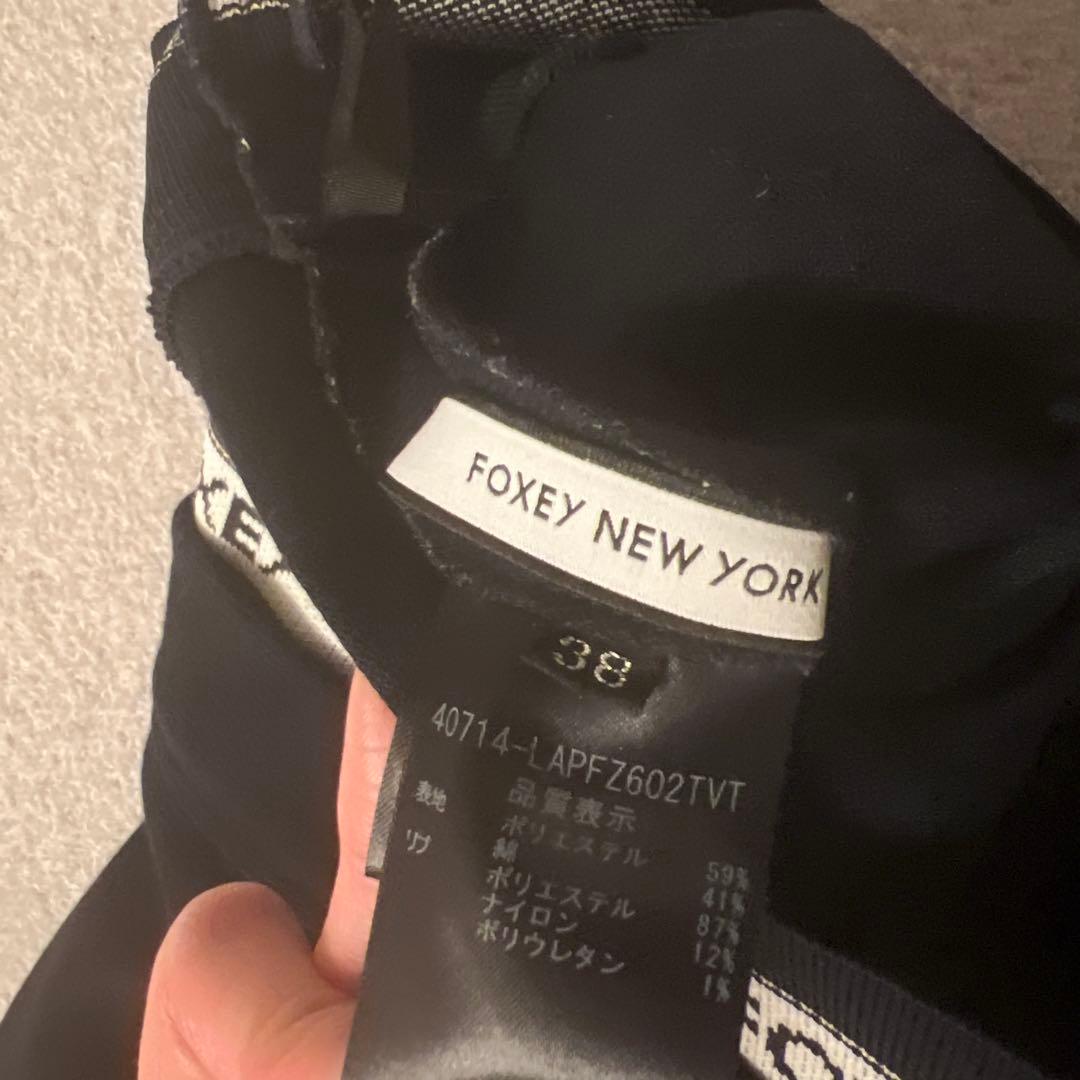 FOXEY NEW YORK
38
40714-LAPFZ602TVT
品質表示
表地 ポリエステル 59%
綿 41%
リブ ポリエステル 87%
ナイロン 12%
ポリウレタン 1%